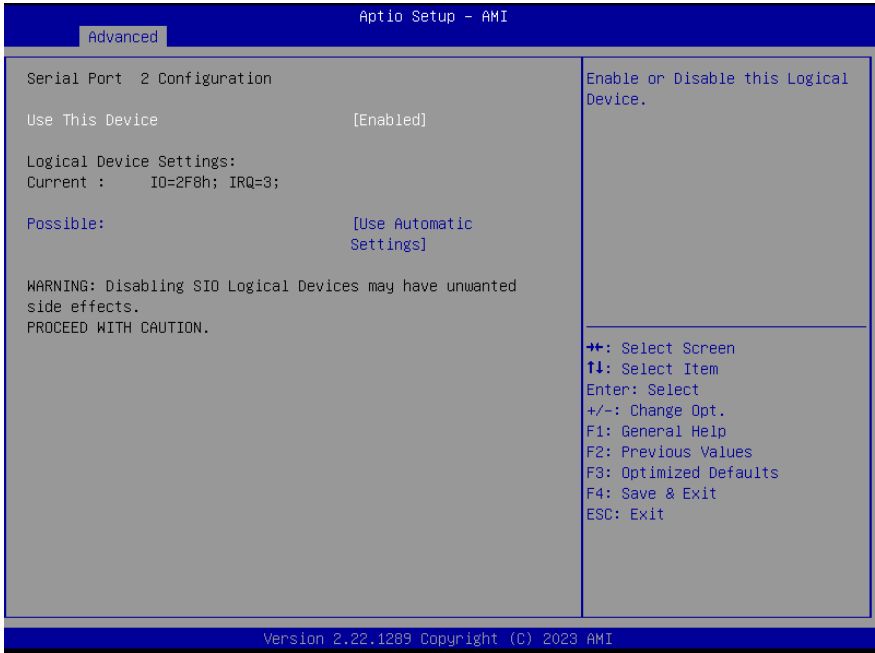 Aptio Setup – AMI
Advanced
Serial Port  2 Configuration
Use This Device [Enabled]
Logical Device Settings:
Current : IO=2F8h; IRQ=3;
Possible: [Use Automatic
Settings]
WARNING: Disabling SIO Logical Devices may have unwanted
side effects.
PROCEED WITH CAUTION.
Enable or Disable this Logical
Device.
→←: Select Screen
↑↓: Select Item
Enter: Select
+/-: Change Opt.
F1: General Help
F2: Previous Values
F3: Optimized Defaults
F4: Save & Exit
ESC: Exit
Version 2.22.1289 Copyright (C) 2023 AMI